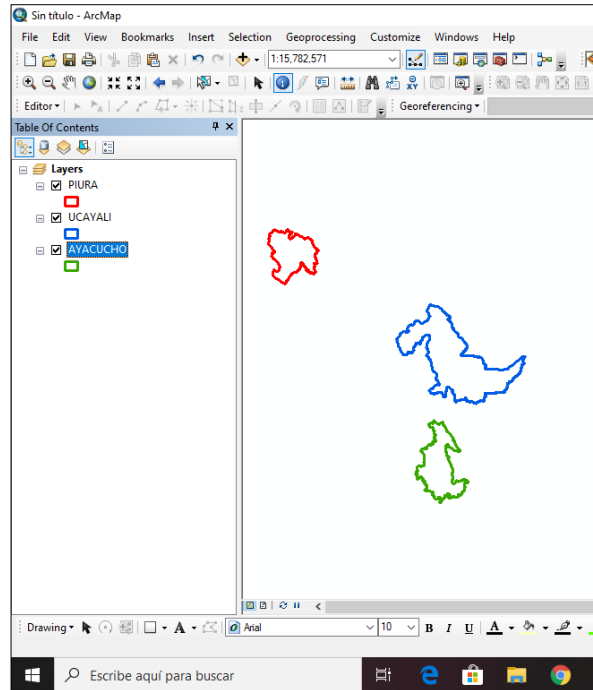 Sin título - ArcMap
File Edit View Bookmarks Insert Selection Geoprocessing Customize Windows Help
1:15,782,571
XY
Editor Georeferencing
Table Of Contents
Layers
PIURA
UCAYALI
AYACUCHO
Drawing A Arial 10 B I U A
Escribe aquí para buscar